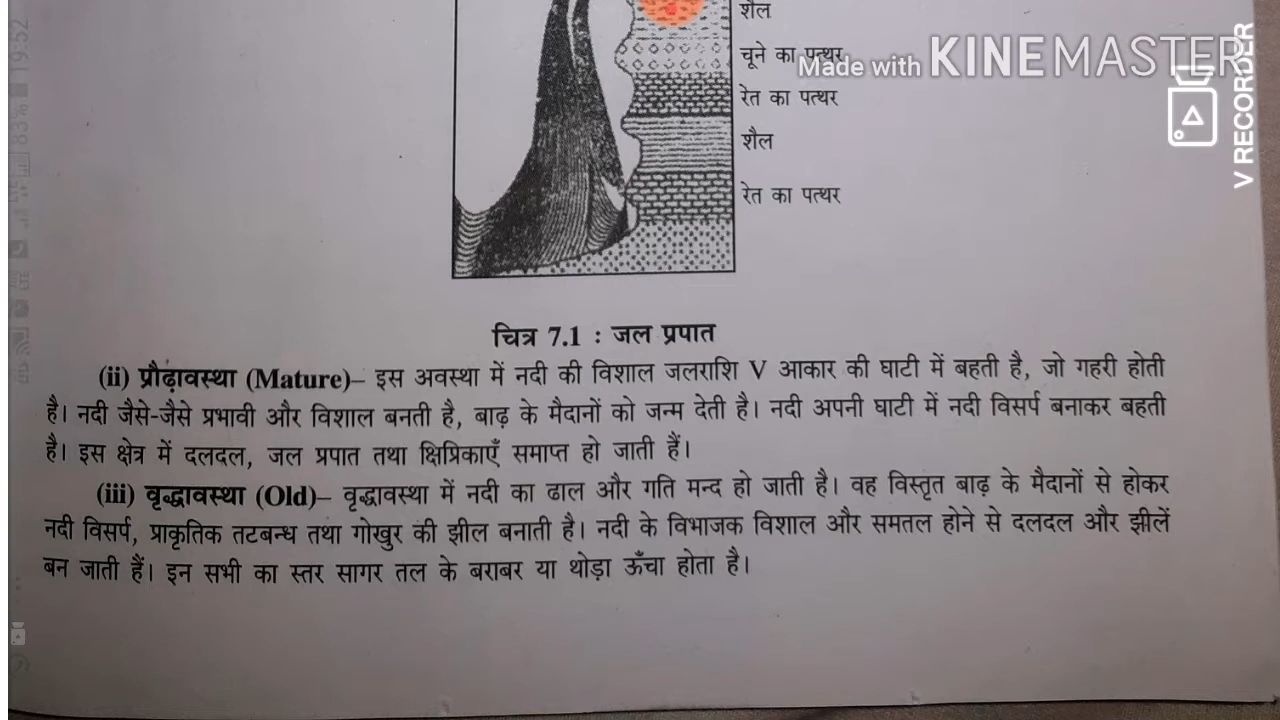 शैल
चूने का पत्थर
Made with KINEMASTER
V RECORDER
रेत का पत्थर
शैल
रेत का पत्थर
चित्र 7.1 : जल प्रपात
(ii) प्रौढ़ावस्था (Mature)– इस अवस्था में नदी की विशाल जलराशि V आकार की घाटी में बहती है, जो गहरी होती
है। नदी जैसे-जैसे प्रभावी और विशाल बनती है, बाढ़ के मैदानों को जन्म देती है। नदी अपनी घाटी में नदी विसर्प बनाकर बहती
है। इस क्षेत्र में दलदल, जल प्रपात तथा क्षिप्रिकाएँ समाप्त हो जाती हैं।
(iii) वृद्धावस्था (Old)– वृद्धावस्था में नदी का ढाल और गति मन्द हो जाती है। वह विस्तृत बाढ़ के मैदानों से होकर
नदी विसर्प, प्राकृतिक तटबन्ध तथा गोखुर की झील बनाती है। नदी के विभाजक विशाल और समतल होने से दलदल और झीलें
बन जाती हैं। इन सभी का स्तर सागर तल के बराबर या थोड़ा ऊँचा होता है।
19:52
83%